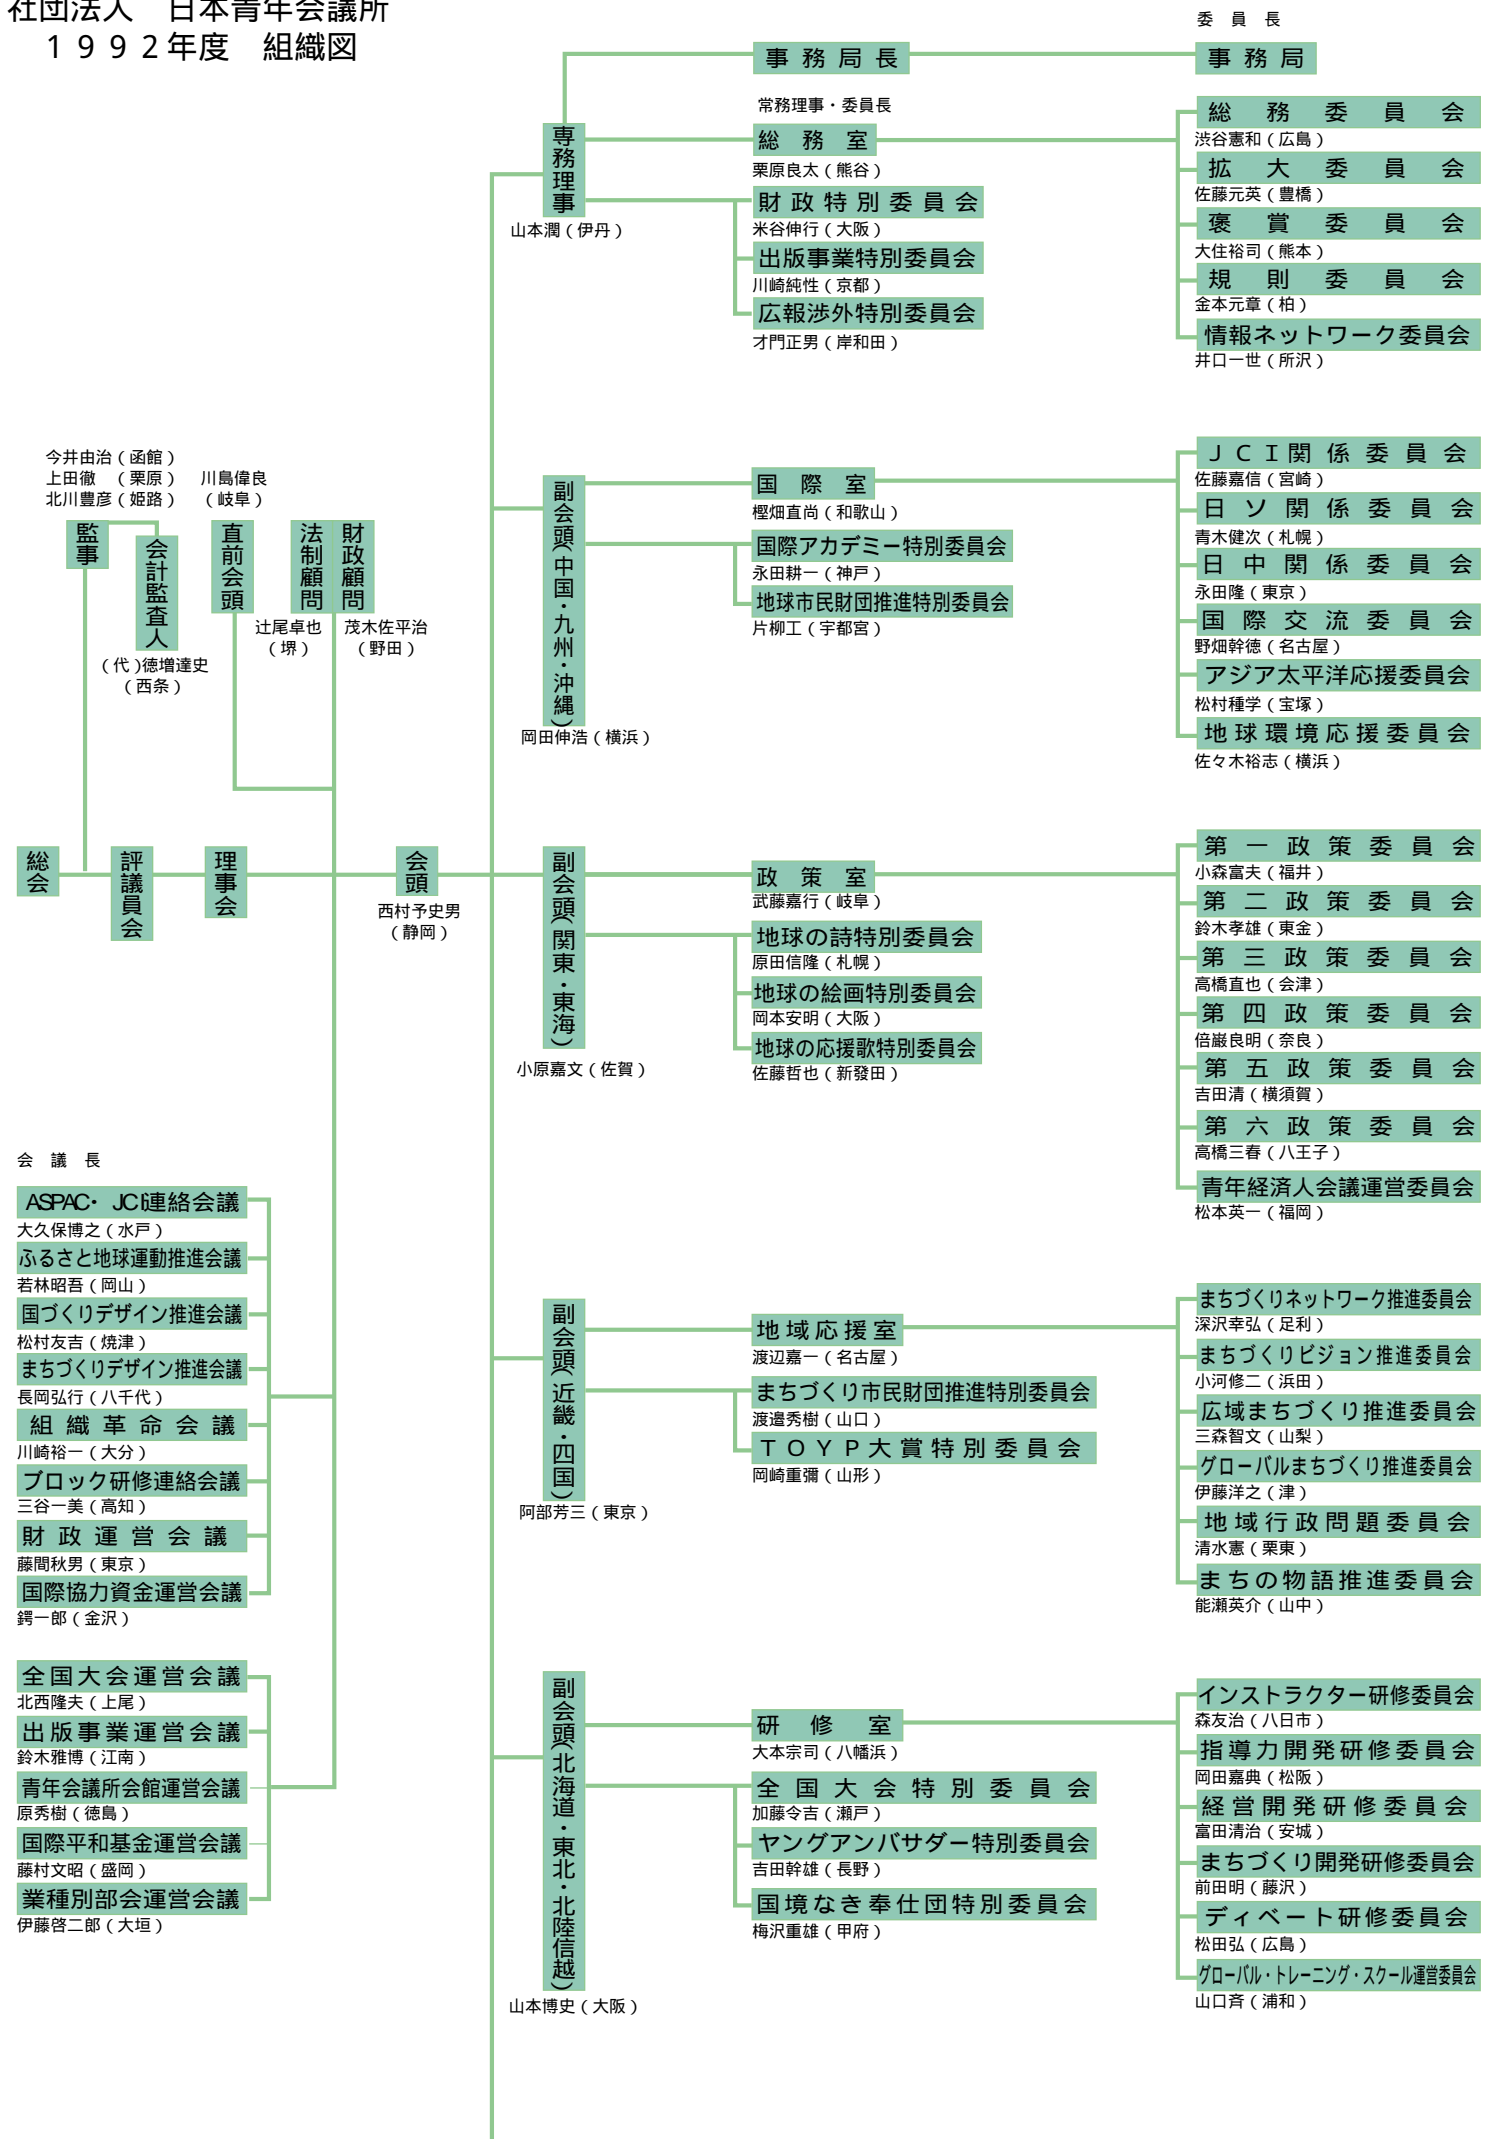 社団法人　日本青年会議所
１９９２年度　組織図
委員長
事務局長
事務局
常務理事・委員長
専務理事
山本潤（伊丹）
総務室
栗原良太（熊谷）
財政特別委員会
米谷伸行（大阪）
出版事業特別委員会
川崎純性（京都）
広報渉外特別委員会
才門正男（岸和田）
総務委員会
渋谷憲和（広島）
拡大委員会
佐藤元英（豊橋）
褒賞委員会
大住裕司（熊本）
規則委員会
金本元章（柏）
情報ネットワーク委員会
井口一世（所沢）
今井由治（函館）
上田徹　（栗原）
北川豊彦（姫路）
監事
会計監査人
（代）徳増達史
（西条）
川島偉良
（岐阜）
直前会頭
法制顧問
辻尾卓也
（堺）
財政顧問
茂木佐平治
（野田）
総会
評議員会
理事会
会頭
西村予史男
（静岡）
副会頭（中国・九州・沖縄）
岡田伸浩（横浜）
国際室
樫畑直尚（和歌山）
国際アカデミー特別委員会
永田耕一（神戸）
地球市民財団推進特別委員会
片柳工（宇都宮）
ＪＣＩ関係委員会
佐藤嘉信（宮崎）
日ソ関係委員会
青木健次（札幌）
日中関係委員会
永田隆（東京）
国際交流委員会
野畑幹徳（名古屋）
アジア太平洋応援委員会
松村種学（宝塚）
地球環境応援委員会
佐々木裕志（横浜）
副会頭（関東・東海）
小原嘉文（佐賀）
政策室
武藤嘉行（岐阜）
地球の詩特別委員会
原田信隆（札幌）
地球の絵画特別委員会
岡本安明（大阪）
地球の応援歌特別委員会
佐藤哲也（新發田）
第一政策委員会
小森富夫（福井）
第二政策委員会
鈴木孝雄（東金）
第三政策委員会
高橋直也（会津）
第四政策委員会
倍巌良明（奈良）
第五政策委員会
吉田清（横須賀）
第六政策委員会
高橋三春（八王子）
青年経済人会議運営委員会
松本英一（福岡）
会議長
ASPAC・JCI連絡会議
大久保博之（水戸）
ふるさと地球運動推進会議
若林昭吾（岡山）
国づくりデザイン推進会議
松村友吉（焼津）
まちづくりデザイン推進会議
長岡弘行（八千代）
組織革命会議
川崎裕一（大分）
ブロック研修連絡会議
三谷一美（高知）
財政運営会議
藤間秋男（東京）
国際協力資金運営会議
鍔一郎（金沢）
全国大会運営会議
北西隆夫（上尾）
出版事業運営会議
鈴木雅博（江南）
青年会議所会館運営会議
原秀樹（徳島）
国際平和基金運営会議
藤村文昭（盛岡）
業種別部会運営会議
伊藤啓二郎（大垣）
副会頭（近畿・四国）
阿部芳三（東京）
地域応援室
渡辺嘉一（名古屋）
まちづくり市民財団推進特別委員会
渡邉秀樹（山口）
ＴＯＹＰ大賞特別委員会
岡崎重彌（山形）
まちづくりネットワーク推進委員会
深沢幸弘（足利）
まちづくりビジョン推進委員会
小河修二（浜田）
広域まちづくり推進委員会
三森智文（山梨）
グローバルまちづくり推進委員会
伊藤洋之（津）
地域行政問題委員会
清水憲（栗東）
まちの物語推進委員会
能瀬英介（山中）
副会頭（北海道・東北・北陸信越）
山本博史（大阪）
研修室
大本宗司（八幡浜）
全国大会特別委員会
加藤令吉（瀬戸）
ヤングアンバサダー特別委員会
吉田幹雄（長野）
国境なき奉仕団特別委員会
梅沢重雄（甲府）
インストラクター研修委員会
森友治（八日市）
指導力開発研修委員会
岡田嘉典（松阪）
経営開発研修委員会
富田清治（安城）
まちづくり開発研修委員会
前田明（藤沢）
ディベート研修委員会
松田弘（広島）
グローバル・トレーニング・スクール運営委員会
山口斉（浦和）